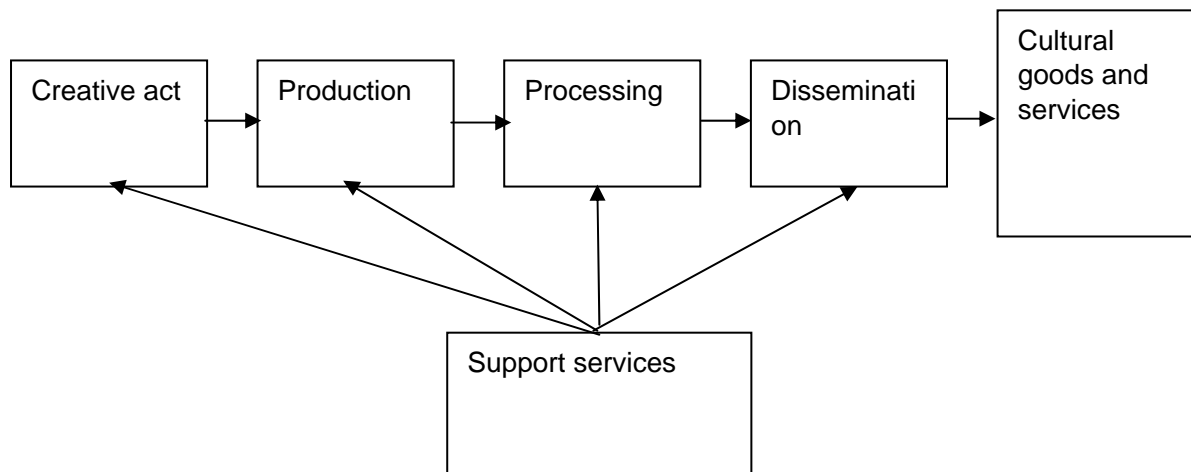 Creative act
Production
Processing
Disseminati
on
Cultural
goods and
services
Support services